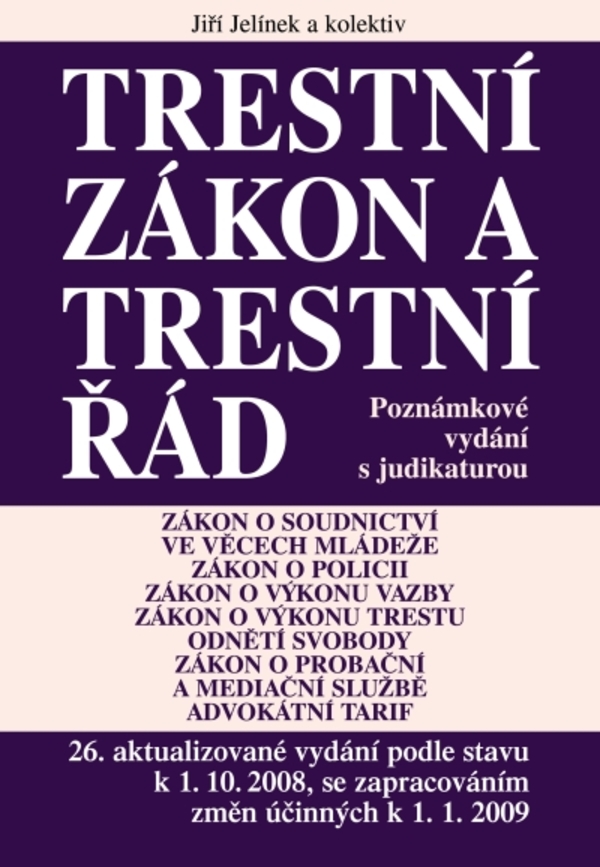 Jiří Jelínek a kolektiv
TRESTNÍ
ZÁKON A
TRESTNÍ
ŘÁD
Poznámkové
vydání
s judikaturou
ZÁKON O SOUDNICTVÍ
VE VĚCECH MLÁDEŽE
ZÁKON O POLICII
ZÁKON O VÝKONU VAZBY
ZÁKON O VÝKONU TRESTU
ODNĚTÍ SVOBODY
ZÁKON O PROBAČNÍ
A MEDIAČNÍ SLUŽBĚ
ADVOKÁTNÍ TARIF
26. aktualizované vydání podle stavu
k 1. 10. 2008, se zapracováním
změn účinných k 1. 1. 2009